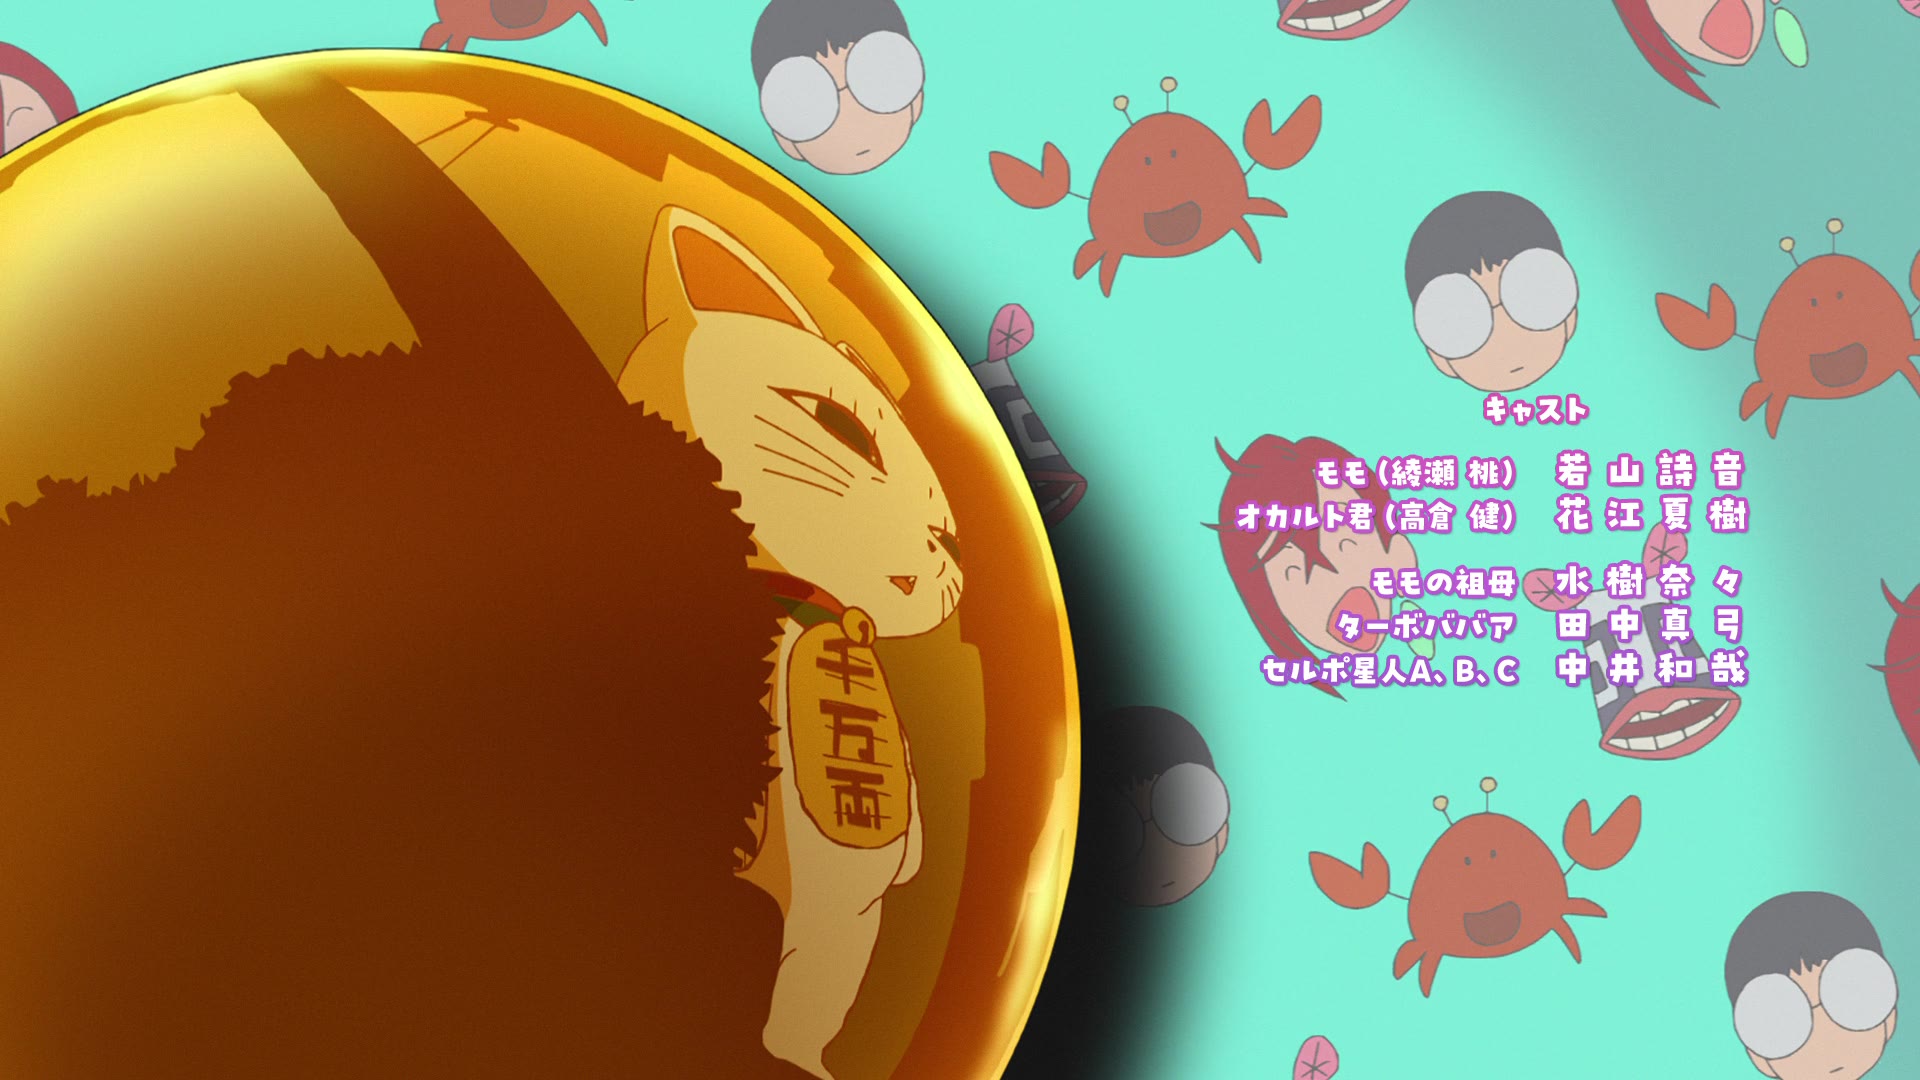 キャスト
モモ(綾瀬 桃) 若山詩音
オカルト君(高倉 健) 花江夏樹
モモの祖母 水樹奈々
ターボババア 田中真弓
セルポ星人A、B、C 中井和哉
千万両